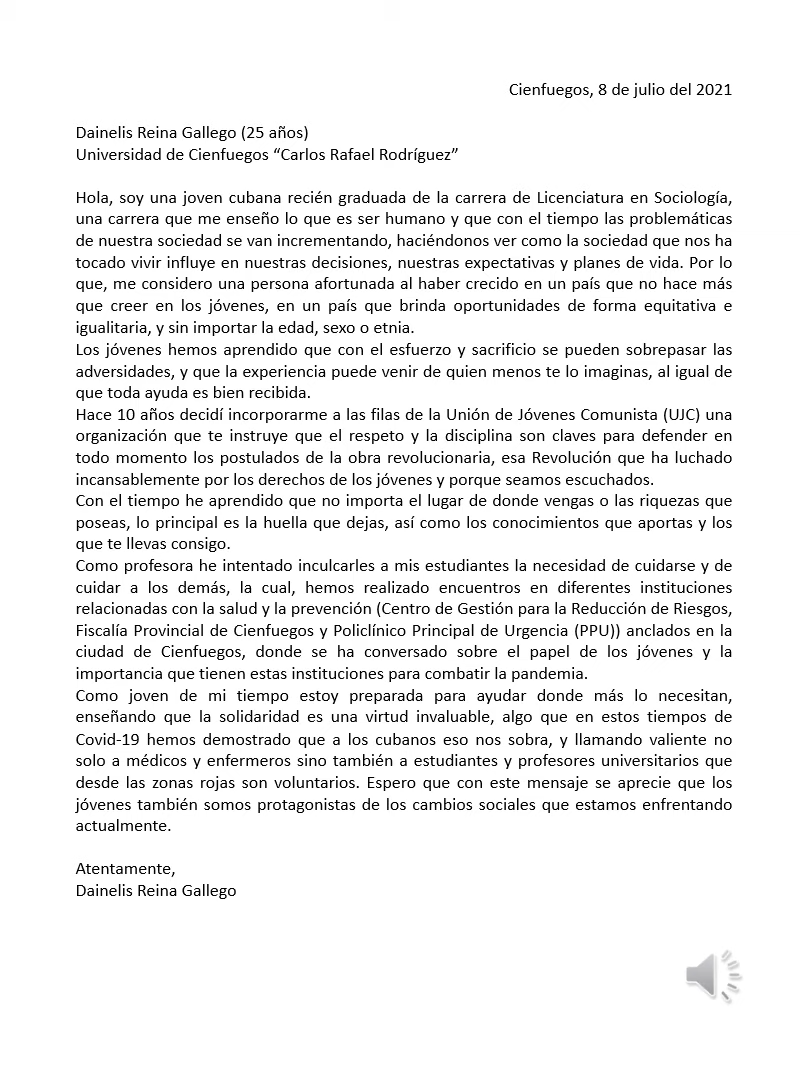 Cienfuegos, 8 de julio del 2021
Dainelis Reina Gallego (25 años)
Universidad de Cienfuegos “Carlos Rafael Rodríguez”
Hola, soy una joven cubana recién graduada de la carrera de Licenciatura en Sociología,
una carrera que me enseño lo que es ser humano y que con el tiempo las problemáticas
de nuestra sociedad se van incrementando, haciéndonos ver como la sociedad que nos ha
tocado vivir influye en nuestras decisiones, nuestras expectativas y planes de vida. Por lo
que, me considero una persona afortunada al haber crecido en un país que no hace más
que creer en los jóvenes, en un país que brinda oportunidades de forma equitativa e
igualitaria, y sin importar la edad, sexo o etnia.
Los jóvenes hemos aprendido que con el esfuerzo y sacrificio se pueden sobrepasar las
adversidades, y que la experiencia puede venir de quien menos te lo imaginas, al igual de
que toda ayuda es bien recibida.
Hace 10 años decidí incorporarme a las filas de la Unión de Jóvenes Comunista (UJC) una
organización que te instruye que el respeto y la disciplina son claves para defender en
todo momento los postulados de la obra revolucionaria, esa Revolución que ha luchado
incansablemente por los derechos de los jóvenes y porque seamos escuchados.
Con el tiempo he aprendido que no importa el lugar de donde vengas o las riquezas que
poseas, lo principal es la huella que dejas, así como los conocimientos que aportas y los
que te llevas consigo.
Como profesora he intentado inculcarles a mis estudiantes la necesidad de cuidarse y de
cuidar a los demás, la cual, hemos realizado encuentros en diferentes instituciones
relacionadas con la salud y la prevención (Centro de Gestión para la Reducción de Riesgos,
Fiscalía Provincial de Cienfuegos y Policlínico Principal de Urgencia (PPU)) anclados en la
ciudad de Cienfuegos, donde se ha conversado sobre el papel de los jóvenes y la
importancia que tienen estas instituciones para combatir la pandemia.
Como joven de mi tiempo estoy preparada para ayudar donde más lo necesitan,
enseñando que la solidaridad es una virtud invaluable, algo que en estos tiempos de
Covid-19 hemos demostrado que a los cubanos eso nos sobra, y llamando valiente no
solo a médicos y enfermeros sino también a estudiantes y profesores universitarios que
desde las zonas rojas son voluntarios. Espero que con este mensaje se aprecie que los
jóvenes también somos protagonistas de los cambios sociales que estamos enfrentando
actualmente.
Atentamente,
Dainelis Reina Gallego